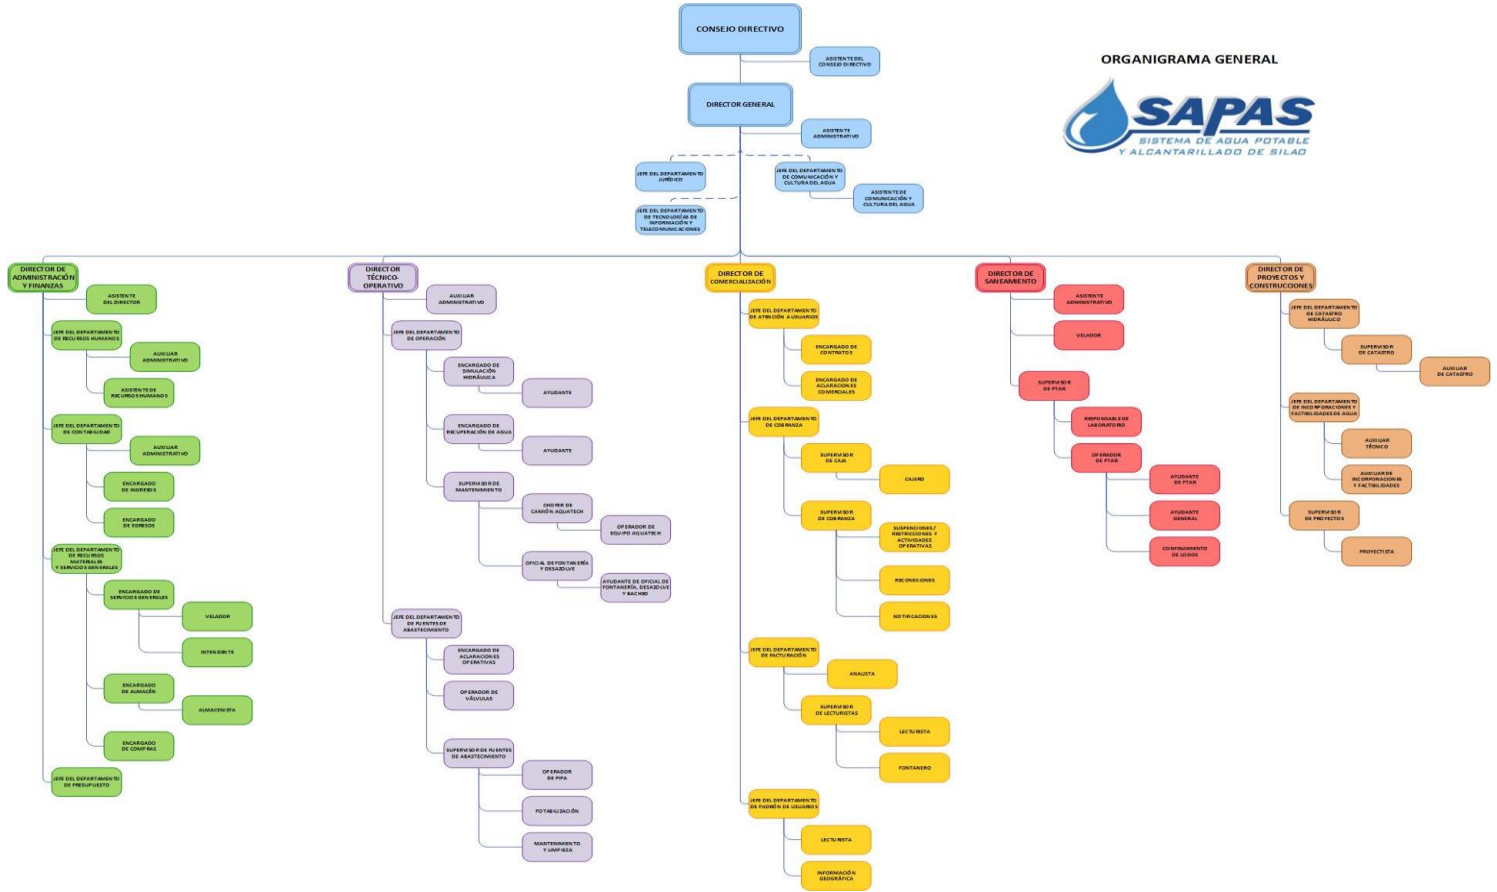 CONSEJO DIRECTIVO
ASISTENTE DEL
CONSEJO DIRECTIVO
ORGANIGRAMA GENERAL
SAPAS
SISTEMA DE AGUA POTABLE
Y ALCANTARILLADO DE SILAO
DIRECTOR GENERAL
ASISTENTE
ADMINISTRATIVO
JEFE DEL DEPARTAMENTO
JURÍDICO
JEFE DEL DEPARTAMENTO
DE COMUNICACIÓN Y
CULTURA DEL AGUA
ASISTENTE DE
COMUNICACIÓN Y
CULTURA DEL AGUA
JEFE DEL DEPARTAMENTO
DE TECNOLOGÍAS DE
INFORMACIÓN Y
TELECOMUNICACIONES
DIRECTOR DE
ADMINISTRACIÓN
Y FINANZAS
ASISTENTE
DEL DIRECTOR
JEFE DEL DEPARTAMENTO
DE RECURSOS HUMANOS
AUXILIAR
ADMINISTRATIVO
ASISTENTE DE
RECURSOS HUMANOS
JEFE DEL DEPARTAMENTO
DE CONTABILIDAD
AUXILIAR
ADMINISTRATIVO
ENCARGADO
DE INGRESOS
ENCARGADO
DE EGRESOS
JEFE DEL DEPARTAMENTO
DE RECURSOS
MATERIALES
Y SERVICIOS GENERALES
ENCARGADO DE
SERVICIOS GENERALES
VELADOR
INTENDENTE
ENCARGADO
DE ALMACÉN
ALMACENISTA
ENCARGADO
DE COMPRAS
JEFE DEL DEPARTAMENTO
DE PRESUPUESTO
DIRECTOR
TÉCNICO-
OPERATIVO
AUXILIAR
ADMINISTRATIVO
JEFE DEL DEPARTAMENTO
DE OPERACIÓN
ENCARGADO DE
SIMULACIÓN
HIDRÁULICA
AYUDANTE
ENCARGADO DE
RECUPERACIÓN DE AGUA
AYUDANTE
SUPERVISOR DE
MANTENIMIENTO
CHOFER DE
CAMIÓN AQUATECH
OPERADOR DE
EQUIPO AQUATECH
OFICIAL DE FONTANERÍA
Y DESAZOLVE
AYUDANTE DE OFICIAL DE
FONTANERÍA, DESAZOLVE
Y BACHEO
JEFE DEL DEPARTAMENTO
DE FUENTES DE
ABASTECIMIENTO
ENCARGADO DE
ACLARACIONES
OPERATIVAS
OPERADOR DE
VÁLVULAS
SUPERVISOR DE FUENTES
DE ABASTECIMIENTO
OPERADOR
DE PIPA
POTABILIZACIÓN
MANTENIMIENTO
Y LIMPIEZA
DIRECTOR DE
COMERCIALIZACIÓN
JEFE DEL DEPARTAMENTO
DE ATENCIÓN A USUARIOS
ENCARGADO DE
CONTRATOS
ENCARGADO DE
ACLARACIONES
COMERCIALES
JEFE DEL DEPARTAMENTO
DE COBRANZA
SUPERVISOR
DE CAJA
CAJERO
SUPERVISOR
DE COBRANZA
SUSPENCIONES/
RESTRICCIONES Y
ACTIVIDADES
OPERATIVAS
RECONEXIONES
NOTIFICACIONES
JEFE DEL DEPARTAMENTO
DE FACTURACIÓN
ANALISTA
SUPERVISOR
DE LECTURISTAS
LECTURISTA
FONTANERO
JEFE DEL DEPARTAMENTO
DE PADRÓN DE USUARIOS
LECTURISTA
INFORMACIÓN
GEOGRÁFICA
DIRECTOR DE
SANEAMIENTO
ASISTENTE
ADMINISTRATIVO
VELADOR
SUPERVISOR
DE PTAR
RESPONSABLE DE
LABORATORIO
OPERADOR
DE PTAR
AYUDANTE
DE PTAR
AYUDANTE
GENERAL
CONFINAMIENTO
DE LODOS
DIRECTOR DE
PROYECTOS Y
CONSTRUCCIONES
JEFE DEL DEPARTAMENTO
DE CATASTRO
HIDRÁULICO
SUPERVISOR
DE CATASTRO
AUXILIAR
DE CATASTRO
JEFE DEL DEPARTAMENTO
DE INCORPORACIONES Y
FACTIBILIDADES DE AGUA
AUXILIAR
TÉCNICO
AUXILIAR DE
INCORPORACIONES
Y FACTIBILIDADES
SUPERVISOR
DE PROYECTOS
PROYECTISTA